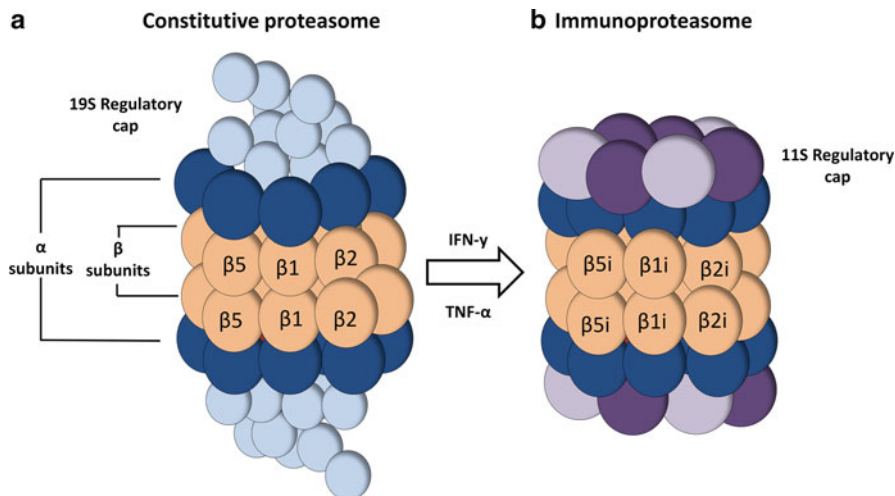 a
Constitutive proteasome
b
Immunoproteasome
19S Regulatory
cap
11S Regulatory
cap
α
subunits
β
subunits
β5
β1
β2
β5
β1
β2
IFN-γ
TNF-α
β5i
β1i
β2i
β5i
β1i
β2i